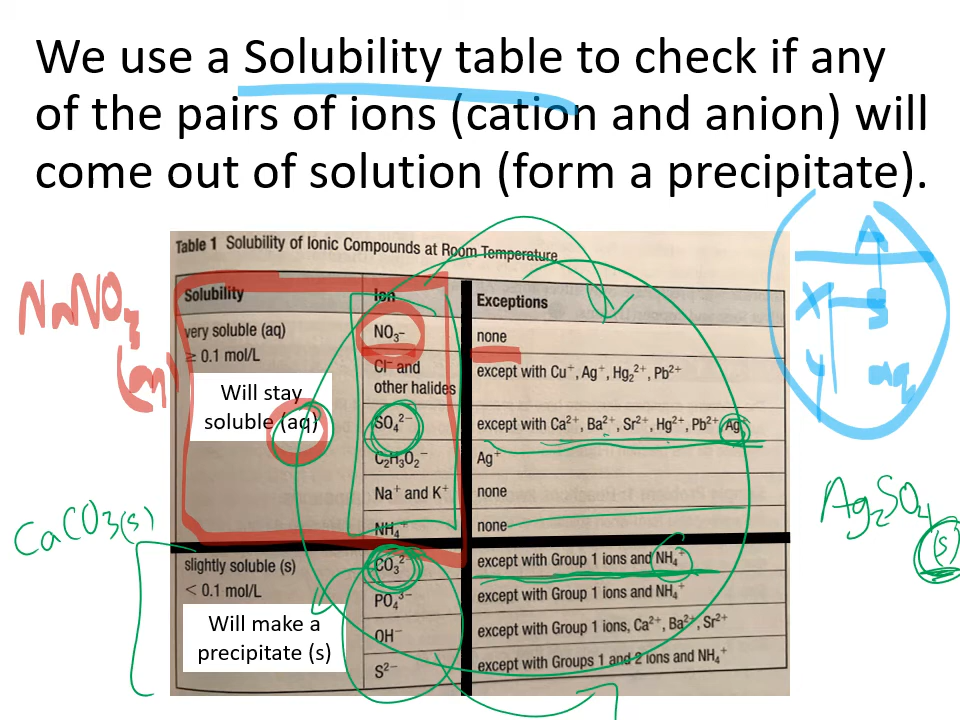 We use a Solubility table to check if any
of the pairs of ions (cation and anion) will
come out of solution (form a precipitate).
Table 1 Solubility of Ionic Compounds at Room Temperature
Solubility
Ion
Exceptions
very soluble (aq)
≥ 0.1 mol/L
Will stay
soluble (aq)
NO₃⁻
none
Cl⁻ and
other halides
except with Cu⁺, Ag⁺, Hg₂²⁺, Pb²⁺
SO₄²⁻
except with Ca²⁺, Ba²⁺, Sr²⁺, Hg²⁺, Pb²⁺ Ag
C₂H₃O₂⁻
Ag⁺
Na⁺ and K⁺
none
NH₄⁺
none
slightly soluble (s)
< 0.1 mol/L
Will make a
precipitate (s)
CO₃²
except with Group 1 ions and NH₄⁺
PO₄³⁻
except with Group 1 ions and NH₄⁺
OH⁻
except with Group 1 ions, Ca²⁺, Ba²⁺, Sr²⁺
S²⁻
except with Groups 1 and 2 ions and NH₄⁺
CaCO3(s)
Ag₂SO₄
(s)
A
X
S
y
aq